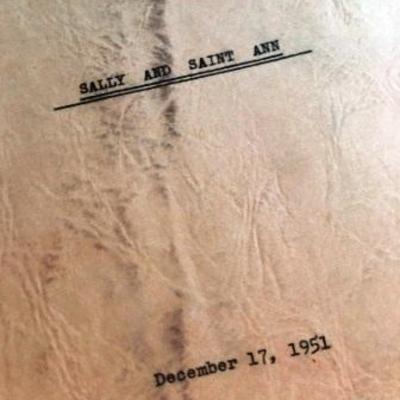 SALLY AND SAINT ANN
December 17, 1951